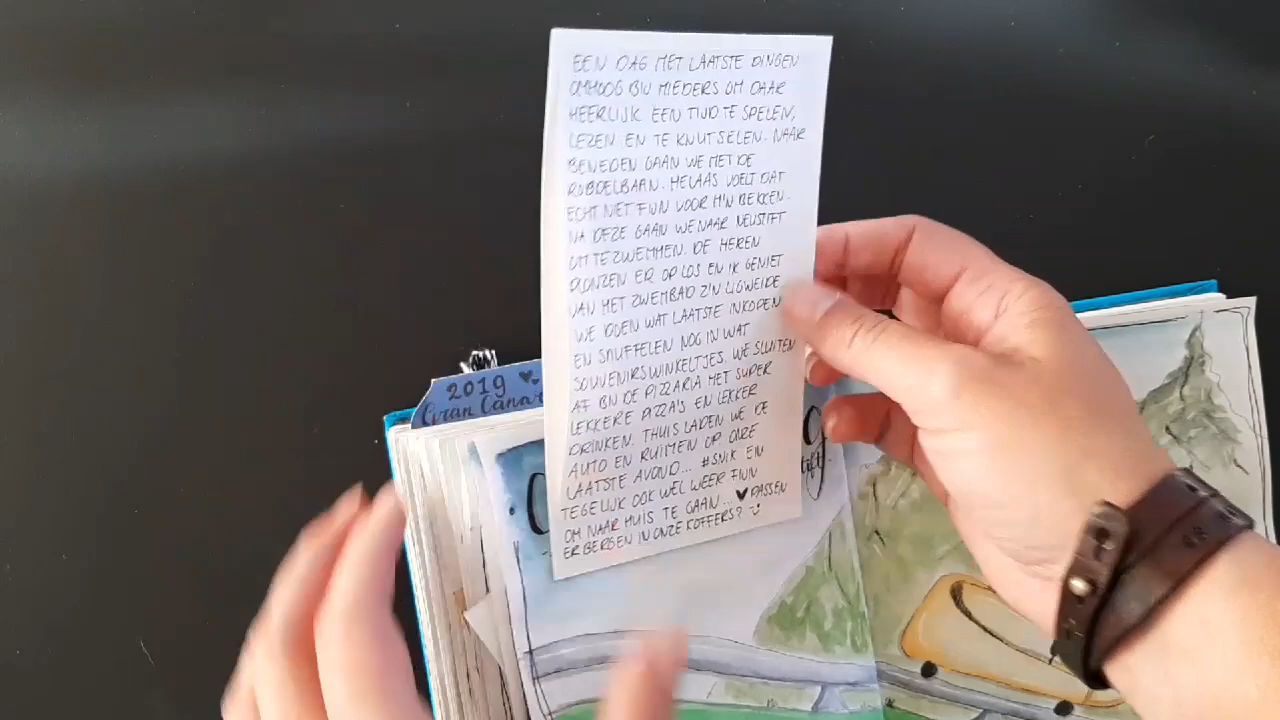 EEN DAG MET LAATSTE DINGEN
OMHOOG BIJ MIEDERS OM DAAR
HEERLIJK EEN TIJD TE SPELEN,
LEZEN EN TE KNUTSELEN. NAAR
BENEDEN GAAN WE MET DE
RODDELBAAN. HELAAS VOELT DAT
ECHT NIET FIJN VOOR M'N BEKKEN.
NA DEZE GAAN WE NAAR NEUSTIFT
OM TE ZWEMMEN. DE HEREN
PLONZEN ER OP LOS EN IK GENIET
VAN HET ZWEMBAD Z'N LIGWEIDE.
WE DOEN WAT LAATSTE INKOPEN
EN SNUFFELEN NOG IN WAT
SOUVENIRSWINKELTJES. WE SLUITEN
AF BIJ DE PIZZARIA MET SUPER
LEKKERE PIZZA'S EN LEKKER
DRINKEN. THUIS LADEN WE DE
AUTO EN RUIMEN OP. ONZE
LAATSTE AVOND... #SNIK EN
TEGELIJK OOK WEL WEER FIJN
OM NAAR HUIS TE GAAN... ♥ PASSEN
ER BERGEN IN ONZE KOFFERS?
2019 ♥
Gran Canar